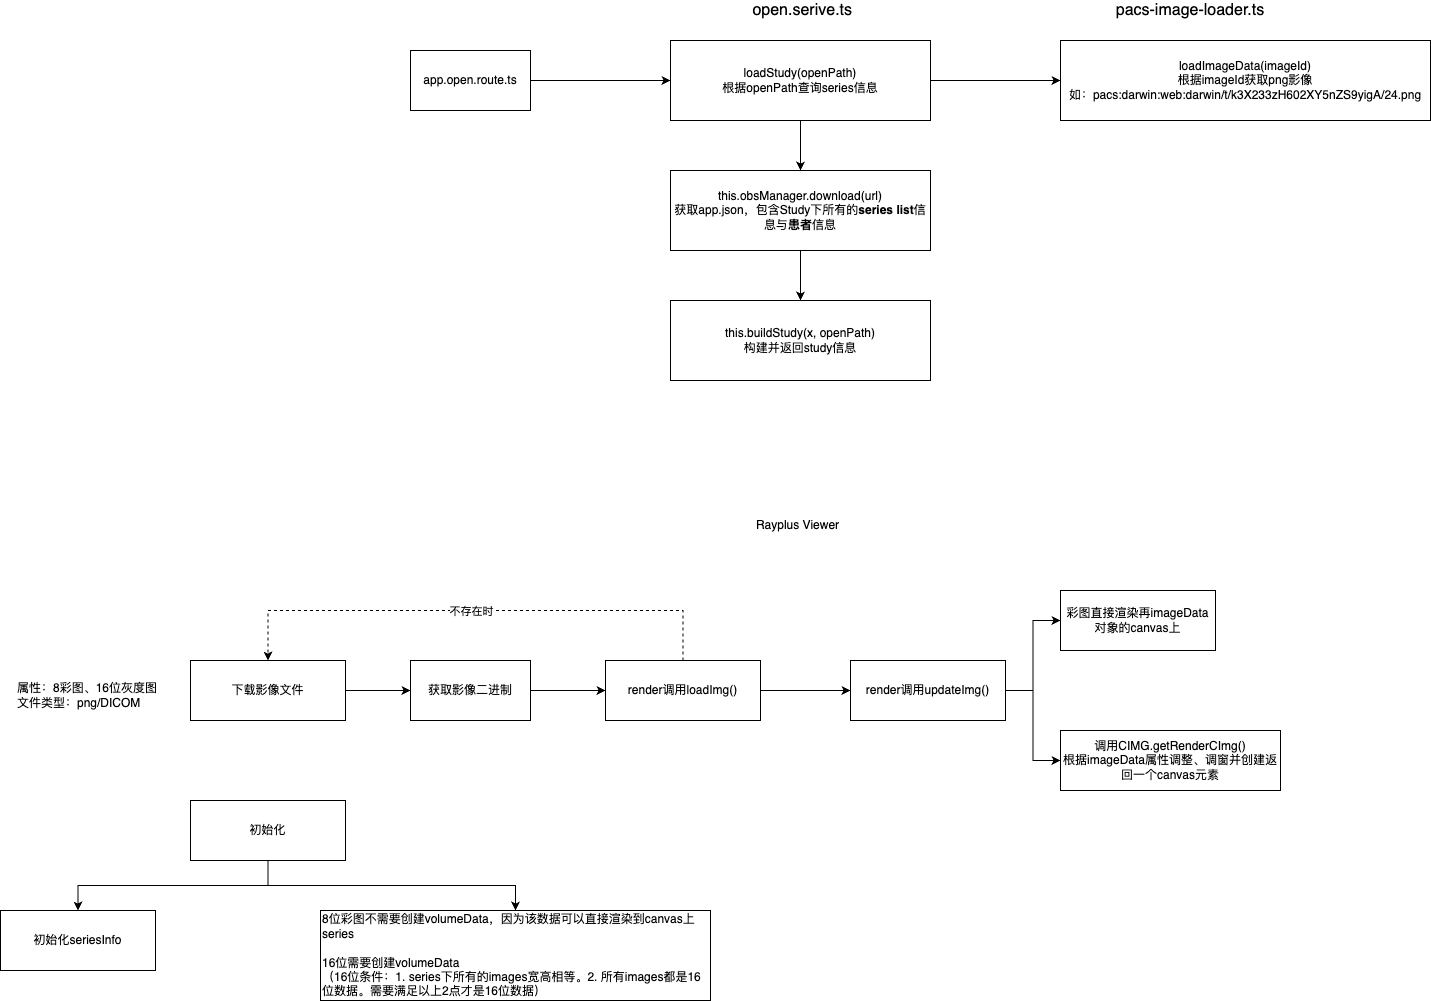 open.serive.ts
pacs-image-loader.ts
app.open.route.ts
loadStudy(openPath)
根据openPath查询series信息
loadImageData(imageId)
根据imageId获取png影像
如：pacs:darwin:web:darwin/t/k3X233zH602XY5nZS9yigA/24.png
this.obsManager.download(url)
获取app.json，包含Study下所有的series list信
息与患者信息
this.buildStudy(x, openPath)
构建并返回study信息
Rayplus Viewer
不存在时
彩图直接渲染再imageData
对象的canvas上
属性：8彩图、16位灰度图
文件类型：png/DICOM
下载影像文件
获取影像二进制
render调用loadImg()
render调用updateImg()
调用CIMG.getRenderCImg()
根据imageData属性调整、调窗并创建返
回一个canvas元素
初始化
初始化seriesInfo
8位彩图不需要创建volumeData，因为该数据可以直接渲染到canvas上
series
16位需要创建volumeData
（16位条件：1. series下所有的images宽高相等。2. 所有images都是16
位数据。需要满足以上2点才是16位数据）